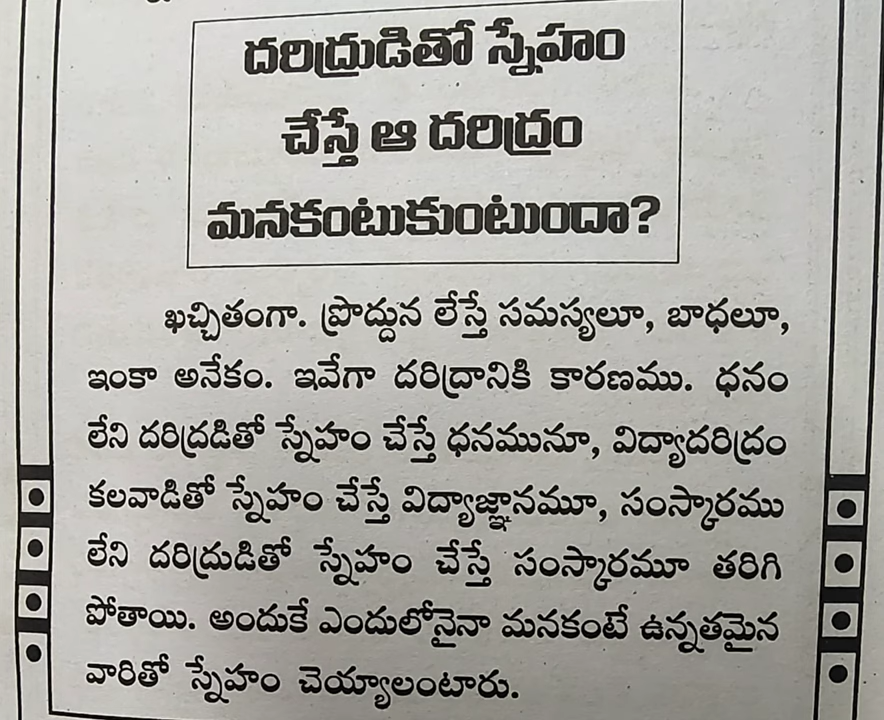 దరిద్రుడితో స్నేహం
చేస్తే ఆ దరిద్రం
మనకంటుకుంటుందా?
ఖచ్చితంగా. ప్రొద్దున లేస్తే సమస్యలూ, బాధలూ,
ఇంకా అనేకం. ఇవేగా దరిద్రానికి కారణము. ధనం
లేని దరిద్రడితో స్నేహం చేస్తే ధనమునూ, విద్యాదరిద్రం
కలవాడితో స్నేహం చేస్తే విద్యాజ్ఞానమూ, సంస్కారము
లేని దరిద్రుడితో స్నేహం చేస్తే సంస్కారమూ తరిగి
పోతాయి. అందుకే ఎందులోనైనా మనకంటే ఉన్నతమైన
వారితో స్నేహం చెయ్యాలంటారు.